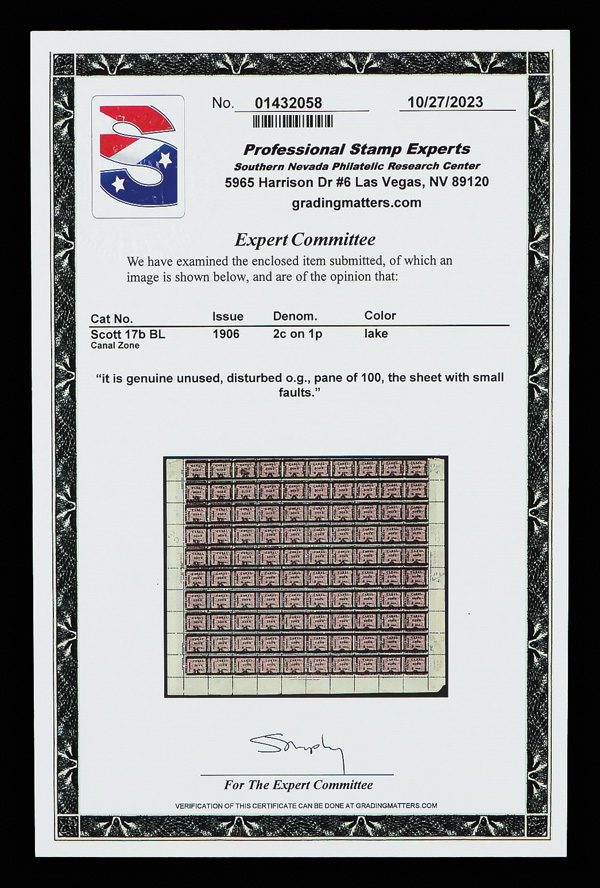 No. 01432058 10/27/2023
Professional Stamp Experts
Southern Nevada Philatelic Research Center
5965 Harrison Dr #6 Las Vegas, NV 89120
gradingmatters.com
Expert Committee
We have examined the enclosed item submitted, of which an
image is shown below, and are of the opinion that:
Cat No. Issue Denom. Color
Scott 17b BL 1906 2c on 1p lake
Canal Zone
“it is genuine unused, disturbed o.g., pane of 100, the sheet with small
faults.”
For The Expert Committee
VERIFICATION OF THIS CERTIFICATE CAN BE DONE AT GRADINGMATTERS.COM